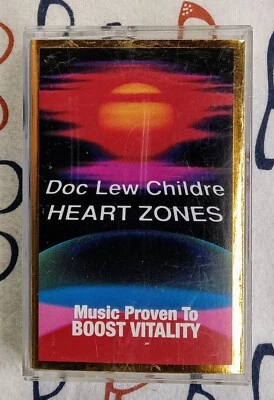 Doc Lew Childre
HEART ZONES
Music Proven To
BOOST VITALITY